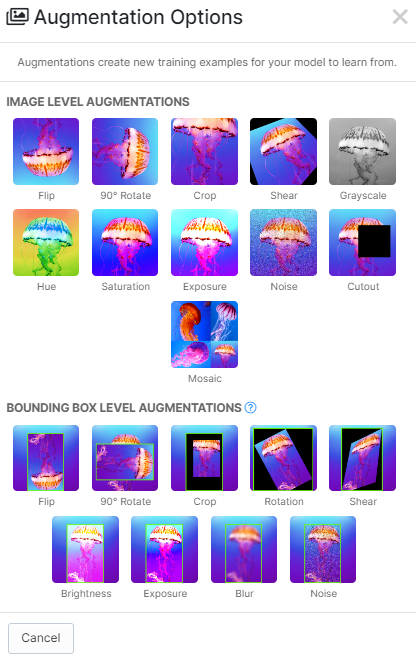 Augmentation Options
Augmentations create new training examples for your model to learn from.
IMAGE LEVEL AUGMENTATIONS
Flip 90° Rotate Crop Shear Grayscale
Hue Saturation Exposure Noise Cutout
Mosaic
BOUNDING BOX LEVEL AUGMENTATIONS ?
Flip 90° Rotate Crop Rotation Shear
Brightness Exposure Blur Noise
Cancel